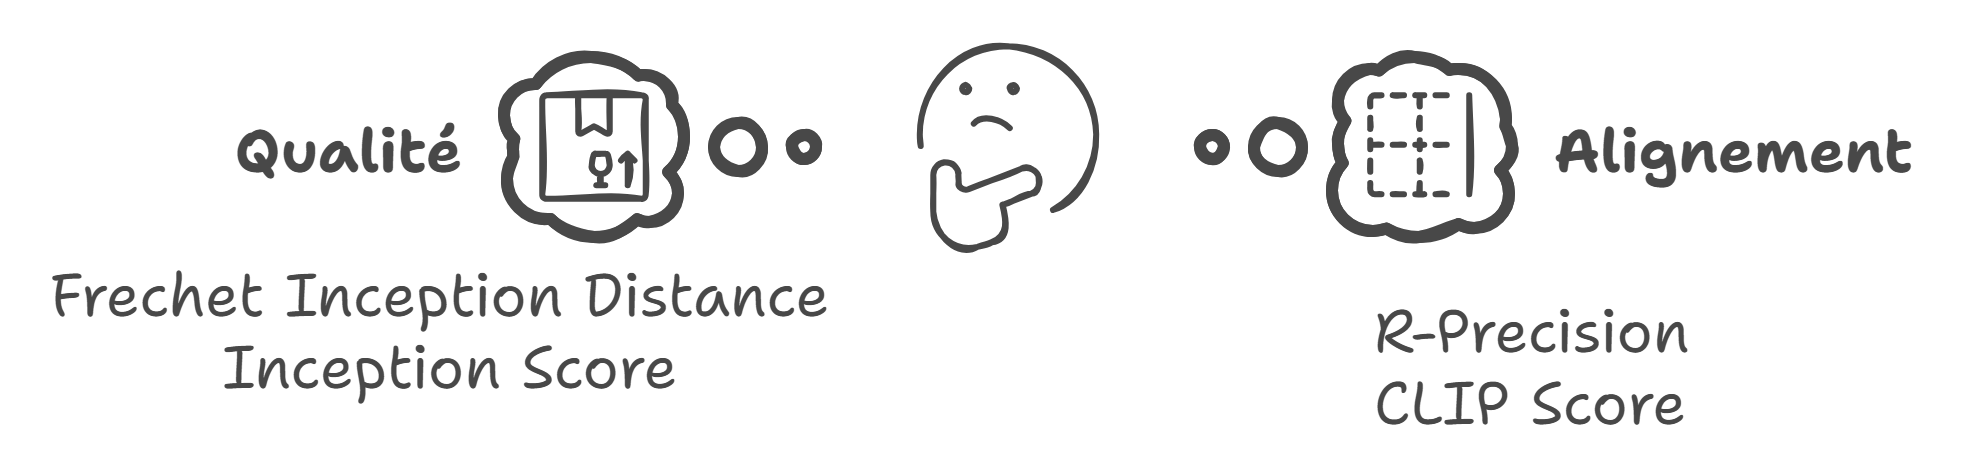 Qualité
Frechet Inception Distance
Inception Score
Alignement
R-Precision
CLIP Score